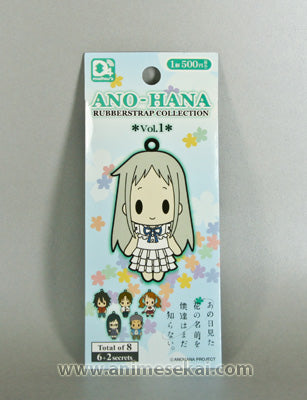 1個500円
ANO-HANA
RUBBERSTRAP COLLECTION
*Vol.1*
あの日見た
花の名前を
僕達はまだ
知らない。
Total of 8
6+2 secrets
©ANOHANA PROJECT
www.animesekai.com